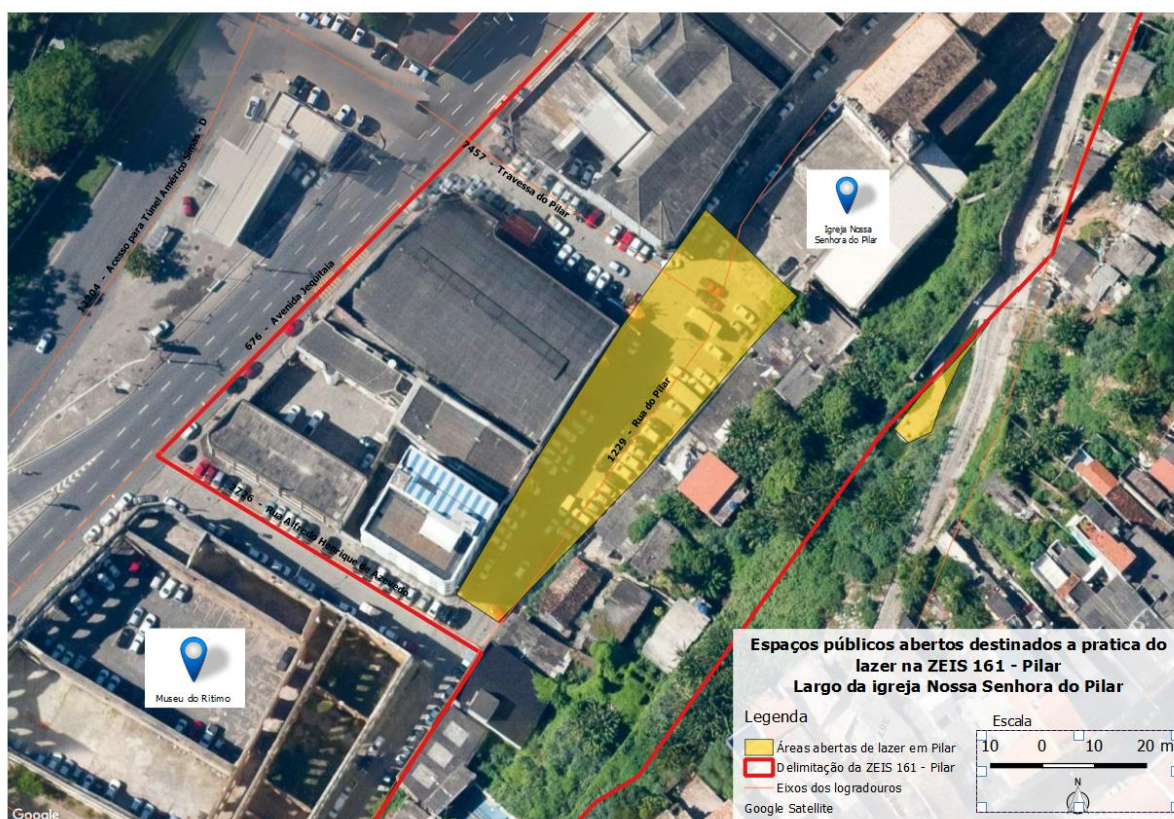 13204 - Acesso para Túnel Américo Simas - D
676 - Avenida Jequitaia
7457 - Travessa do Pilar
Igreja Nossa
Senhora do Pilar
1229 - Rua do Pilar
Rua Alfredo Henrique de Azevedo
Museu do Ritimo
Espaços públicos abertos destinados a pratica do
lazer na ZEIS 161 - Pilar
Largo da igreja Nossa Senhora do Pilar
Legenda
Áreas abertas de lazer em Pilar
Delimitação da ZEIS 161 - Pilar
Eixos dos logradouros
Google Satellite
Escala
10 0 10 20 m
N
Google